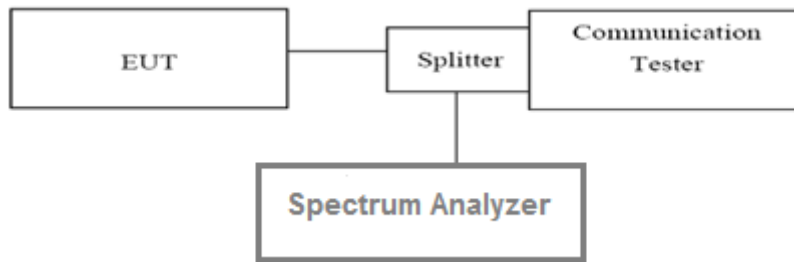 EUT
Splitter
Communication
Tester
Spectrum Analyzer